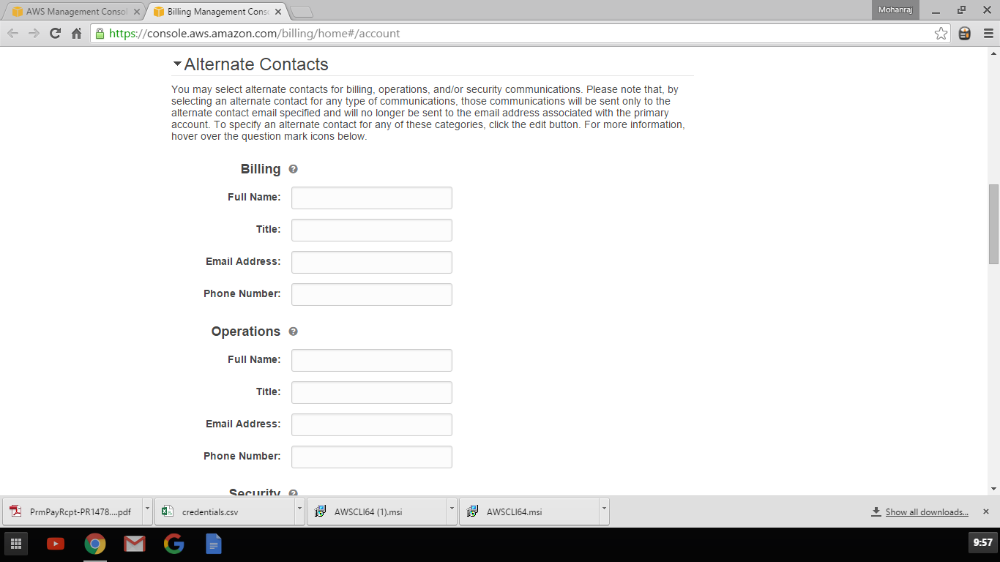 AWS Management Consol
Billing Management Conso
Mohanraj
https://console.aws.amazon.com/billing/home#/account
Alternate Contacts
You may select alternate contacts for billing, operations, and/or security communications. Please note that, by
selecting an alternate contact for any type of communications, those communications will be sent only to the
alternate contact email specified and will no longer be sent to the email address associated with the primary
account. To specify an alternate contact for any of these categories, click the edit button. For more information,
hover over the question mark icons below.
Billing ?
Full Name:
Title:
Email Address:
Phone Number:
Operations ?
Full Name:
Title:
Email Address:
Phone Number:
Security ?
PrmPayRcpt-PR1478....pdf
credentials.csv
AWSCLI64 (1).msi
AWSCLI64.msi
Show all downloads...
9:57